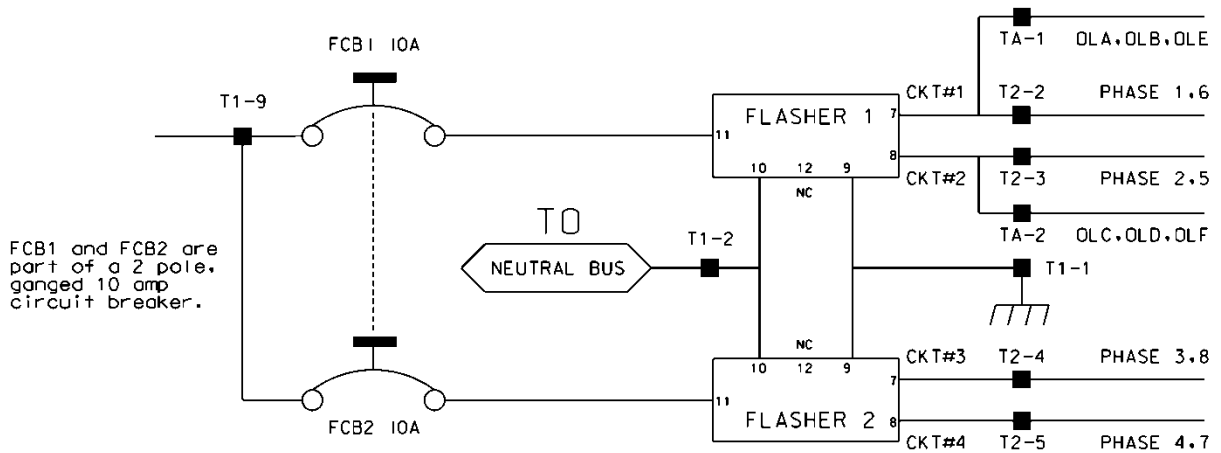 FCB1 10A
T1-9
FLASHER 1
11
7
8
10 12 9
NC
CKT#1
CKT#2
TA-1 OLA,OLB,OLE
T2-2 PHASE 1,6
T2-3 PHASE 2,5
TA-2 OLC,OLD,OLF
TO
NEUTRAL BUS
T1-2
T1-1
FCB1 and FCB2 are
part of a 2 pole,
ganged 10 amp
circuit breaker.
FCB2 10A
NC
10 12 9
11
7
8
FLASHER 2
CKT#3 T2-4 PHASE 3,8
CKT#4 T2-5 PHASE 4,7